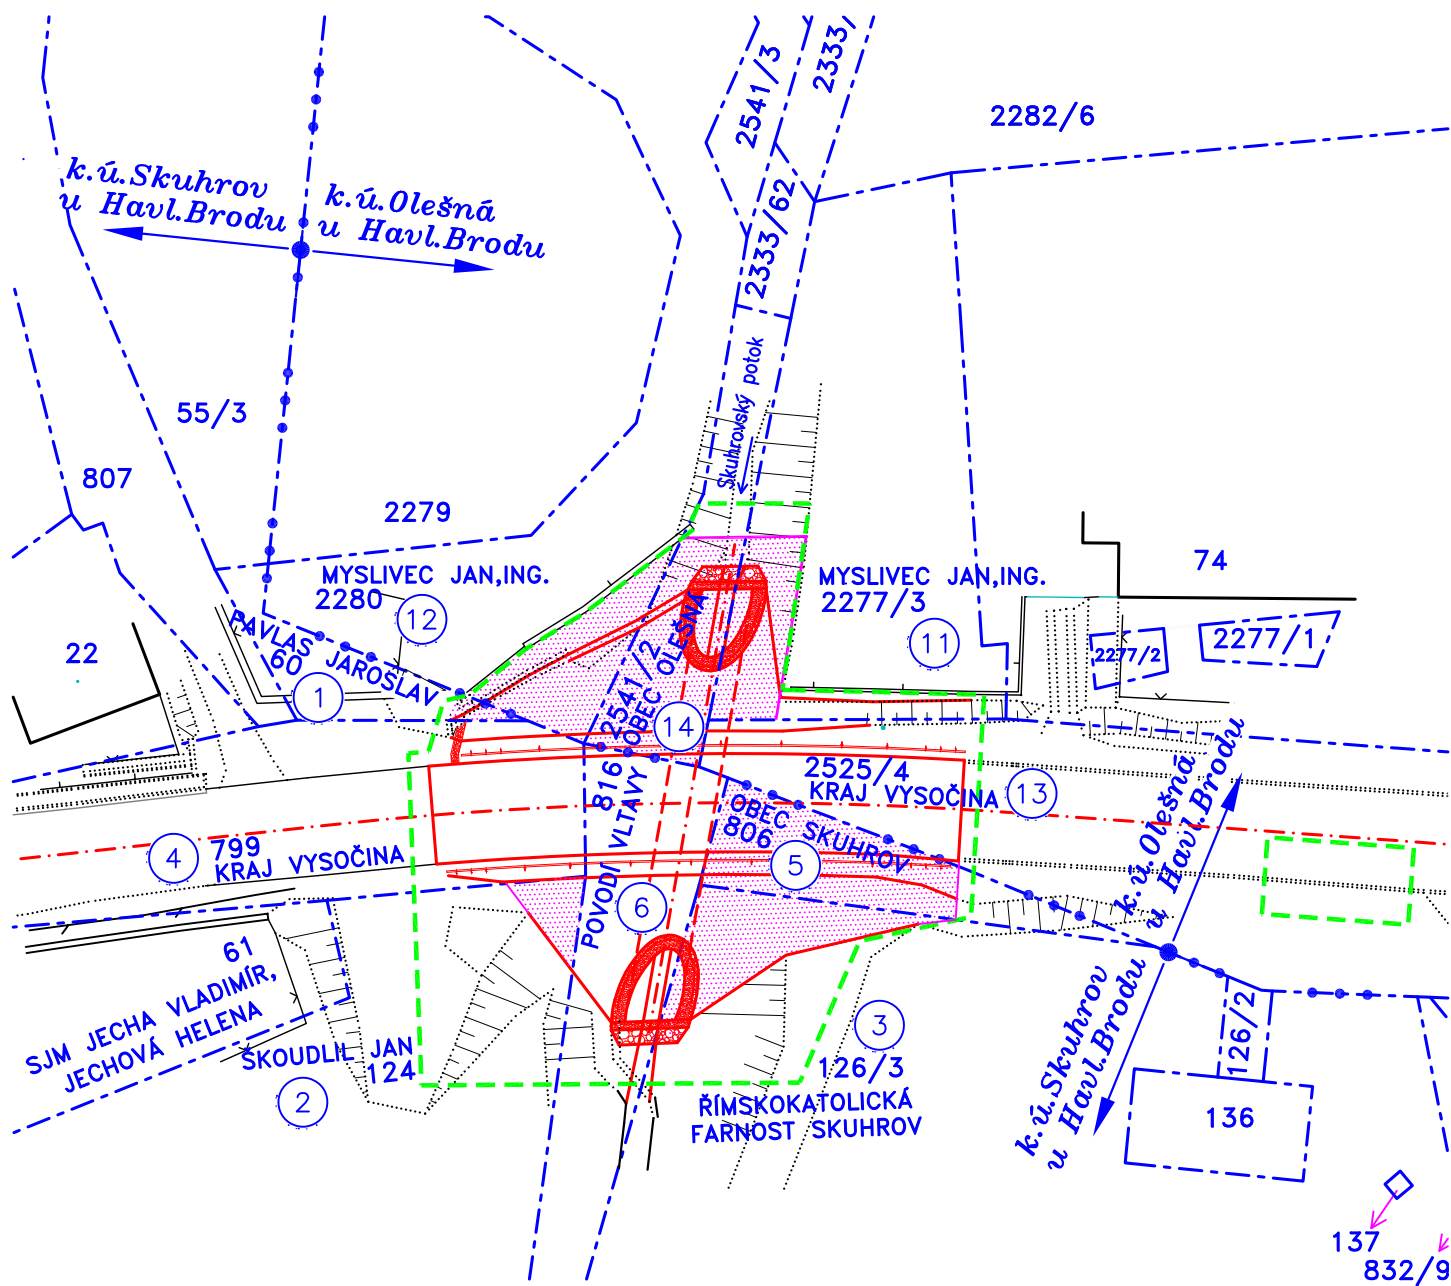 2541/3
2333/
2282/6
k.ú.Skuhrov
u Havl.Brodu
k.ú.Olešná
u Havl.Brodu
2333/62
Skuhrovský potok
55/3
807
2279
74
MYSLIVEC JAN,ING.
2280
12
MYSLIVEC JAN,ING.
2277/3
11
2277/1
2277/2
22
PAVLAS JAROSLAV
60
1
2541/2
OBEC OLEŠNÁ
14
816
POVODÍ VLTAVY
6
2525/4
KRAJ VYSOČINA
13
OBEC SKUHROV
806
5
4
799
KRAJ VYSOČINA
k.ú.Olešná
u Havl.Brodu
61
SJM JECHA VLADIMÍR,
JECHOVÁ HELENA
ŠKOUDLIL JAN
124
2
3
126/3
ŘÍMSKOKATOLICKÁ
FARNOST SKUHROV
k.ú.Skuhrov
u Havl.Brodu
126/2
136
137
832/9